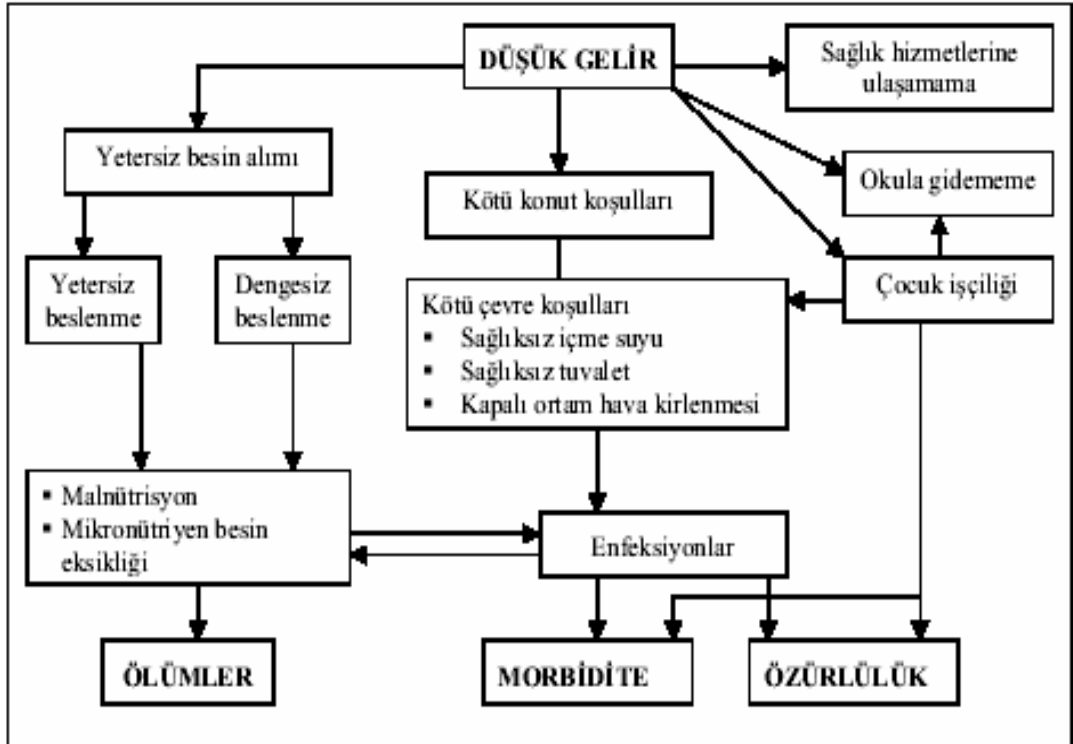 DÜŞÜK GELİR
Sağlık hizmetlerine
ulaşamama
Yetersiz besin alımı
Kötü konut koşulları
Okula gidememe
Yetersiz
beslenme
Dengesiz
beslenme
Çocuk işçiliği
Kötü çevre koşulları
▪ Sağlıksız içme suyu
▪ Sağlıksız tuvalet
▪ Kapalı ortam hava kirlenmesi
▪ Malnütrisyon
▪ Mikronütriyen besin
eksikliği
Enfeksiyonlar
ÖLÜMLER
MORBİDİTE
ÖZÜRLÜLÜK